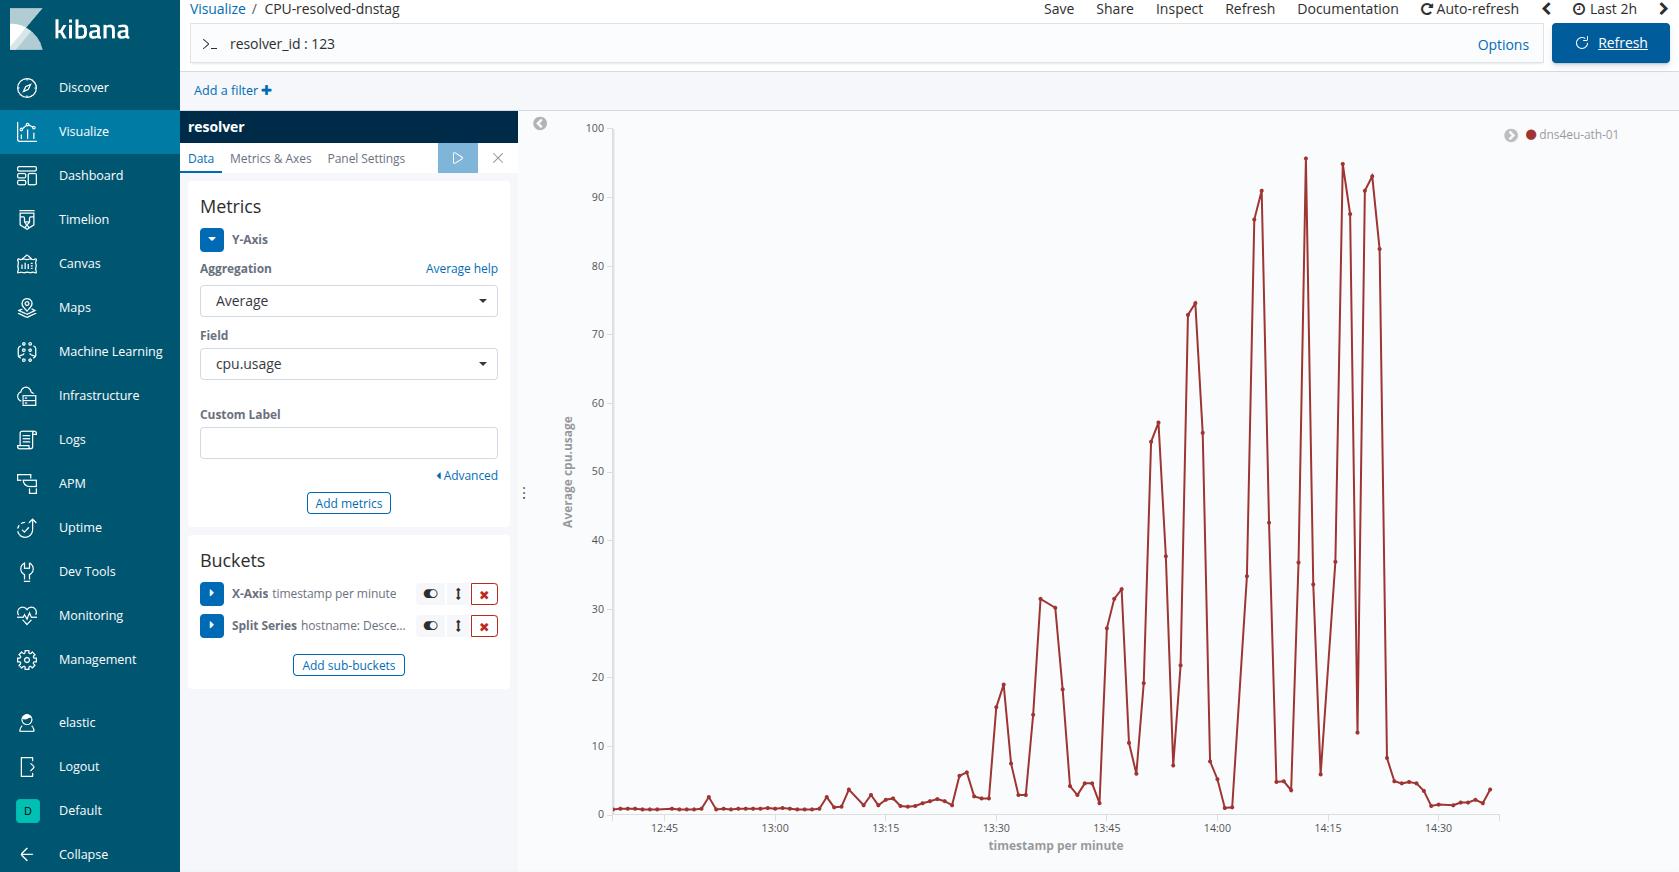 kibana
Discover
Visualize
Dashboard
Timelion
Canvas
Maps
Machine Learning
Infrastructure
Logs
APM
Uptime
Dev Tools
Monitoring
Management
elastic
Logout
D Default
Collapse
Visualize / CPU-resolved-dnstag
Save Share Inspect Refresh Documentation Auto-refresh Last 2h
>_ resolver_id : 123 Options Refresh
Add a filter
resolver
Data Metrics & Axes Panel Settings
Metrics
Y-Axis
Aggregation Average help
Average
Field
cpu.usage
Custom Label
Advanced
Add metrics
Buckets
X-Axis timestamp per minute
Split Series hostname: Desce...
Add sub-buckets
dns4eu-ath-01
100
90
80
70
60
50
40
30
20
10
0
Average cpu.usage
12:45 13:00 13:15 13:30 13:45 14:00 14:15 14:30
timestamp per minute